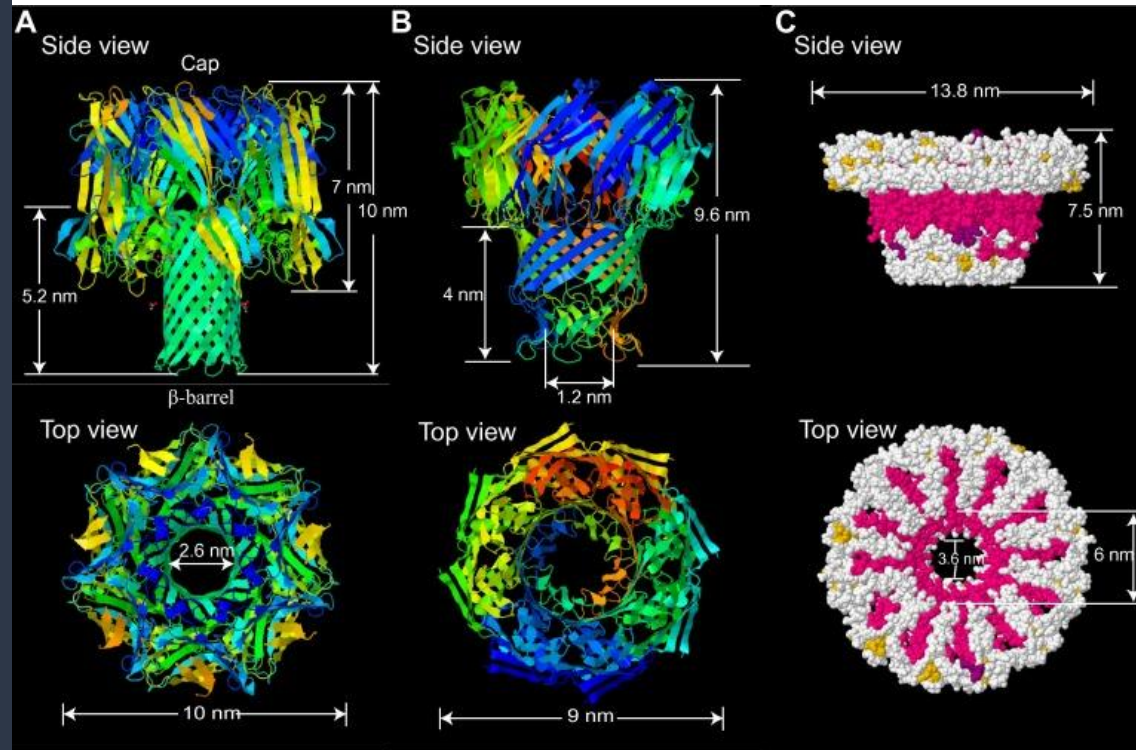 A
Side view
Cap
7 nm
10 nm
5.2 nm
β-barrel
Top view
2.6 nm
10 nm
B
Side view
9.6 nm
4 nm
1.2 nm
Top view
9 nm
C
Side view
13.8 nm
7.5 nm
Top view
3.6 nm
6 nm